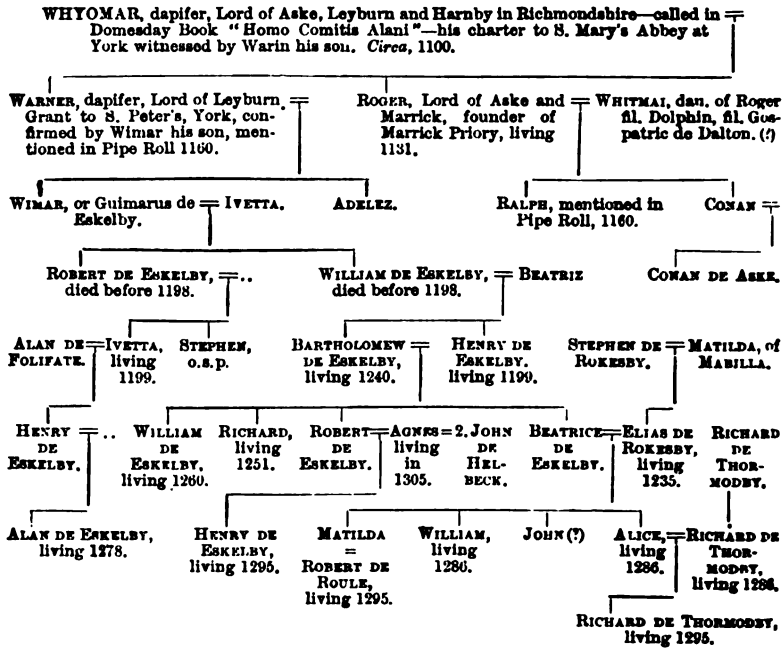 WHYOMAR, dapifer, Lord of Aske, Leyburn and Harnby in Richmondshire—called in
Domesday Book "Homo Comitis Alani"—his charter to S. Mary's Abbey at
York witnessed by Warin his son. Circa, 1100.
WARNER, dapifer, Lord of Leyburn.
Grant to S. Peter's, York, con-
firmed by Wimar his son, men-
tioned in Pipe Roll 1160.
ROGER, Lord of Aske and
Marrick, founder of
Marrick Priory, living
1131.
= WHITMAI, dau. of Roger
fil. Dolphin, fil. Gos-
patric de Dalton. (?)
WIMAR, or Guimarus de
Eskelby.
= IVETTA.
ADELEZ.
RALPH, mentioned in
Pipe Roll, 1160.
CONAN =
ROBERT DE ESKELBY, = ..
died before 1198.
WILLIAM DE ESKELBY, = BEATRIZ
died before 1198.
CONAN DE ASKE.
ALAN DE
FOLIFATE.
= IVETTA,
living
1199.
STEPHEN,
o.s.p.
BARTHOLOMEW =
DE ESKELBY,
living 1240.
HENRY DE
ESKELBY.
living 1199.
STEPHEN DE
ROKESBY.
= MATILDA, of
MABILLA.
HENRY = ..
DE
ESKELBY.
WILLIAM
DE
ESKELBY.
living 1260.
RICHARD,
living
1251.
ROBERT
DE
ESKELBY.
= AGNES
living
in
1305.
= 2. JOHN
DE
HEL-
BECK.
BEATRICE
DE
ESKELBY.
= ELIAS DE
ROKESBY,
living
1235.
RICHARD
DE
THOR-
MODBY.
ALAN DE ESKELBY,
living 1278.
HENRY DE
ESKELBY,
living 1295.
MATILDA
=
ROBERT DE
ROULE,
living 1295.
WILLIAM,
living
1286.
JOHN (?)
ALICE,
living
1286.
= RICHARD DE
THOR-
MODBY,
living 1286.
RICHARD DE THORMODBY,
living 1295.